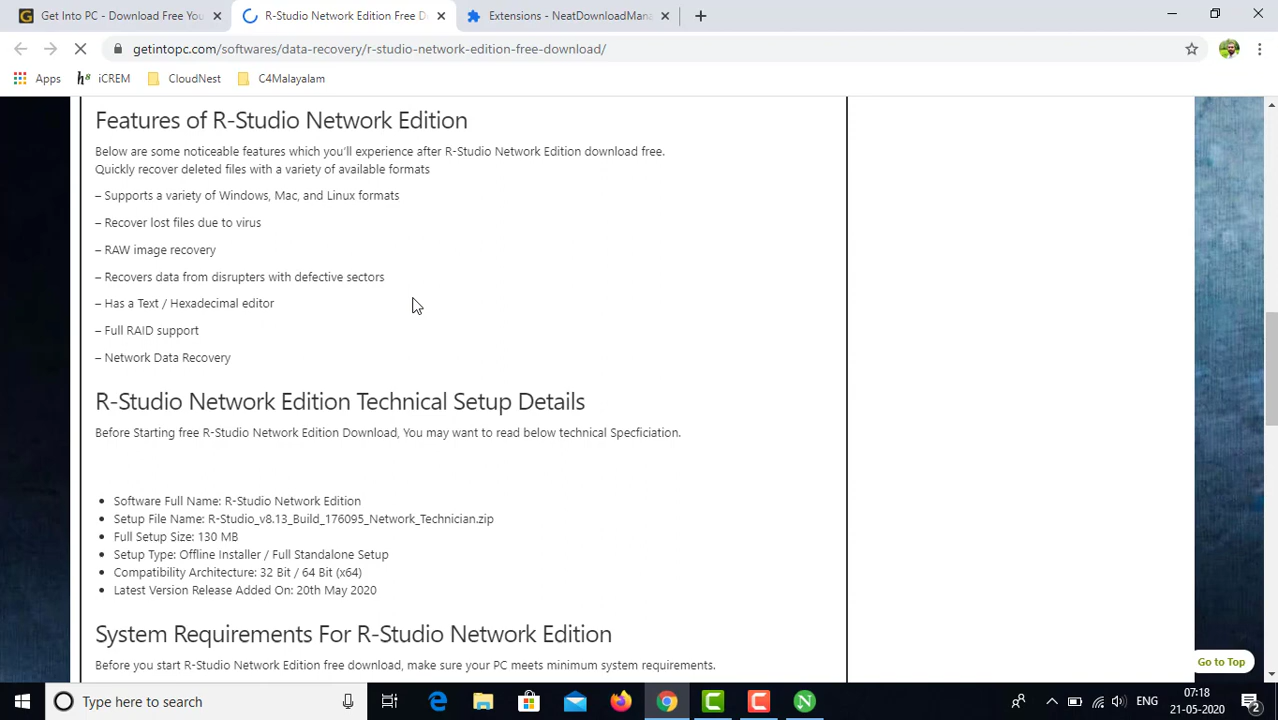 Get Into PC - Download Free You
R-Studio Network Edition Free D
Extensions - NeatDownloadMana
getintopc.com/softwares/data-recovery/r-studio-network-edition-free-download/
Apps
iCREM
CloudNest
C4Malayalam
Features of R-Studio Network Edition
Below are some noticeable features which you'll experience after R-Studio Network Edition download free.
Quickly recover deleted files with a variety of available formats
– Supports a variety of Windows, Mac, and Linux formats
– Recover lost files due to virus
– RAW image recovery
– Recovers data from disrupters with defective sectors
– Has a Text / Hexadecimal editor
– Full RAID support
– Network Data Recovery
R-Studio Network Edition Technical Setup Details
Before Starting free R-Studio Network Edition Download, You may want to read below technical Specficiation.
• Software Full Name: R-Studio Network Edition
• Setup File Name: R-Studio_v8.13_Build_176095_Network_Technician.zip
• Full Setup Size: 130 MB
• Setup Type: Offline Installer / Full Standalone Setup
• Compatibility Architecture: 32 Bit / 64 Bit (x64)
• Latest Version Release Added On: 20th May 2020
System Requirements For R-Studio Network Edition
Before you start R-Studio Network Edition free download, make sure your PC meets minimum system requirements.
Go to Top
Type here to search
ENG
07:18
21-05-2020
2